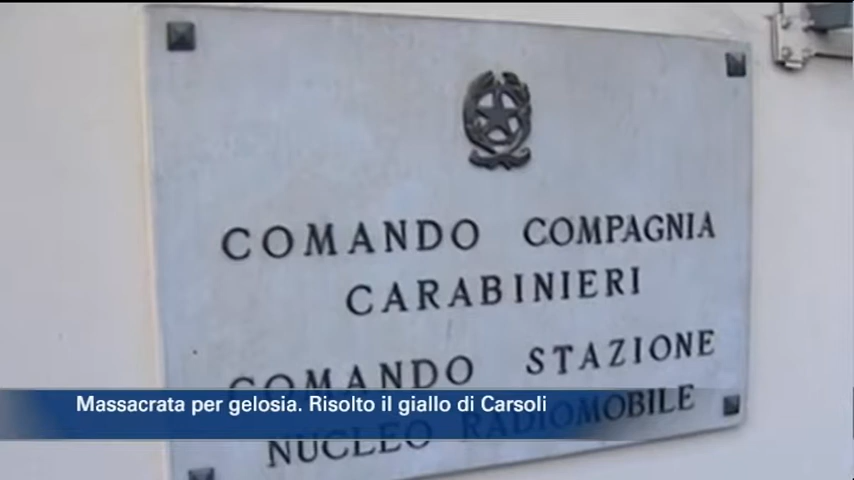 COMANDO COMPAGNIA
CARABINIERI
COMANDO STAZIONE
NUCLEO RADIOMOBILE
Massacrata per gelosia. Risolto il giallo di Carsoli